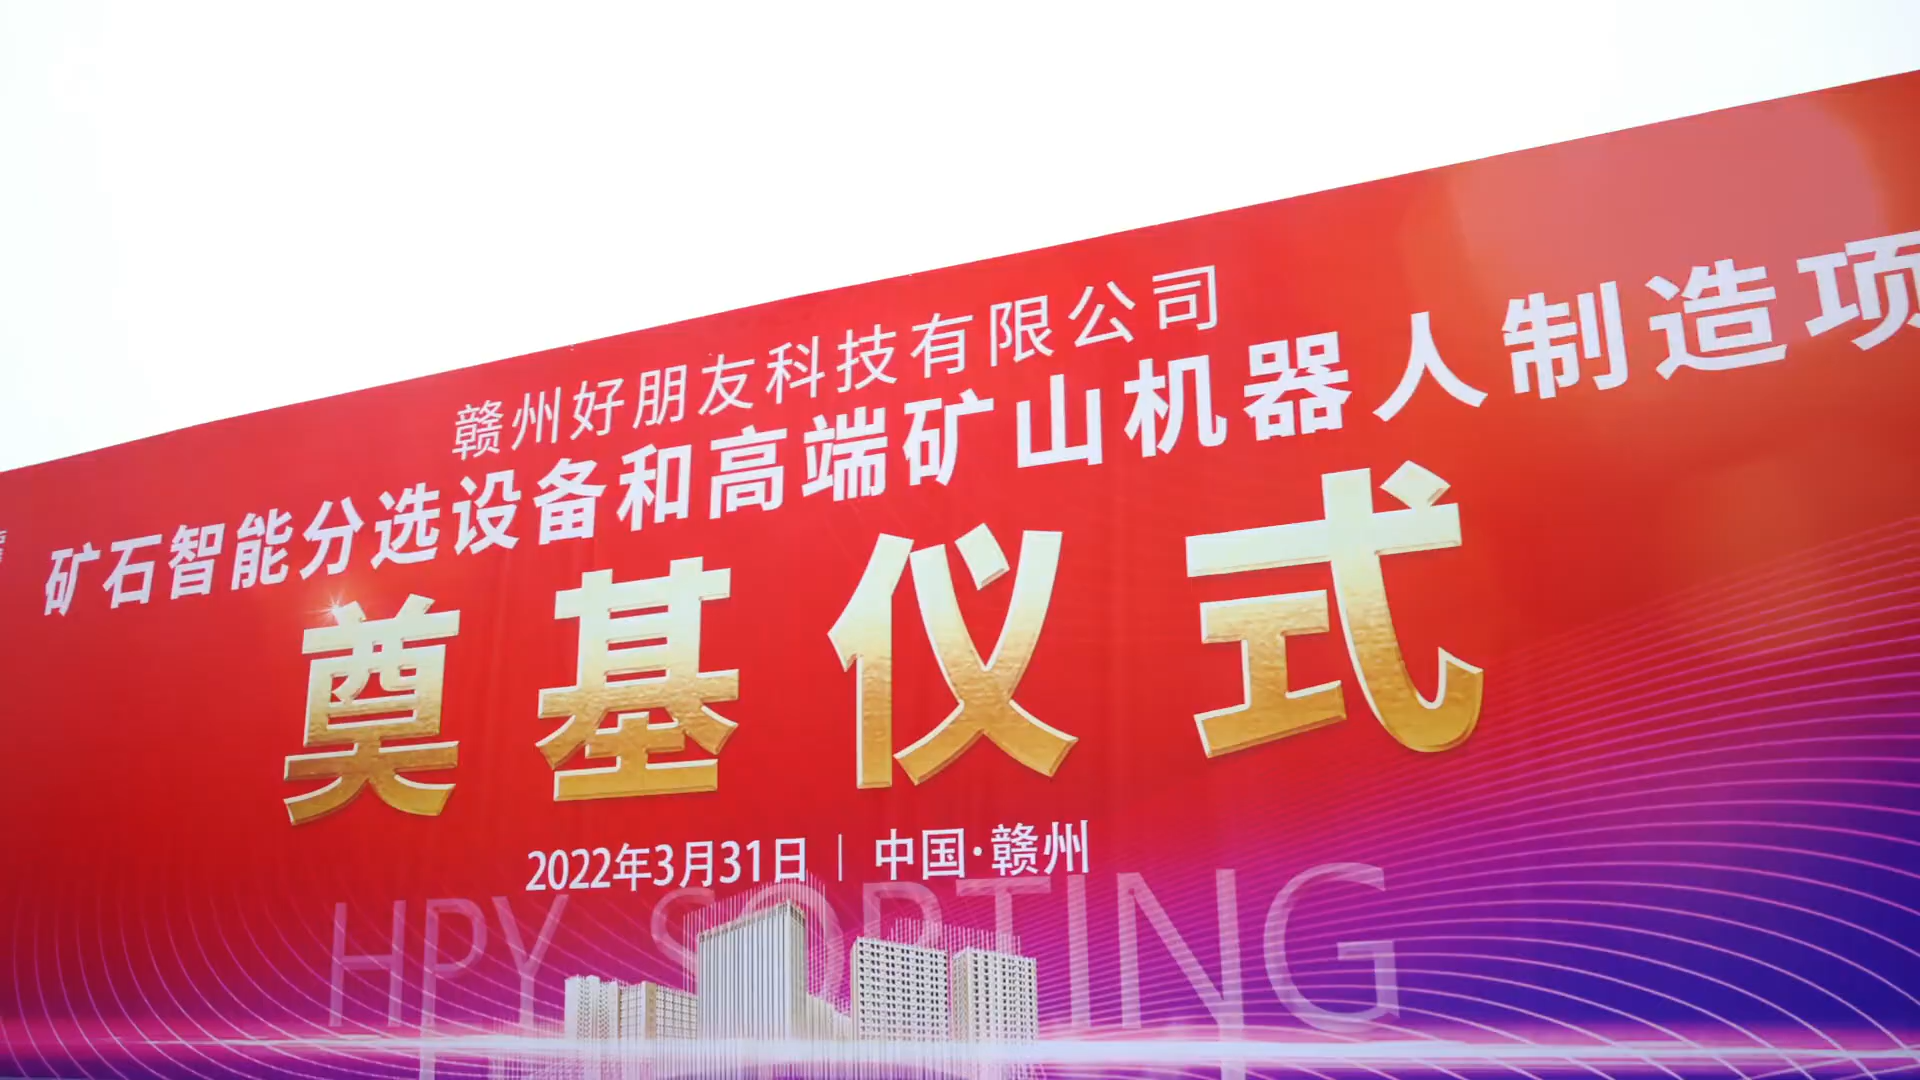 赣州好朋友科技有限公司
矿石智能分选设备和高端矿山机器人制造项
奠基仪式
2022年3月31日｜中国·赣州
HPY SORTING